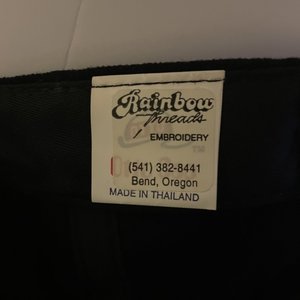 Rainbow
Threads
EMBROIDERY
(541) 382-8441
Bend, Oregon
MADE IN THAILAND